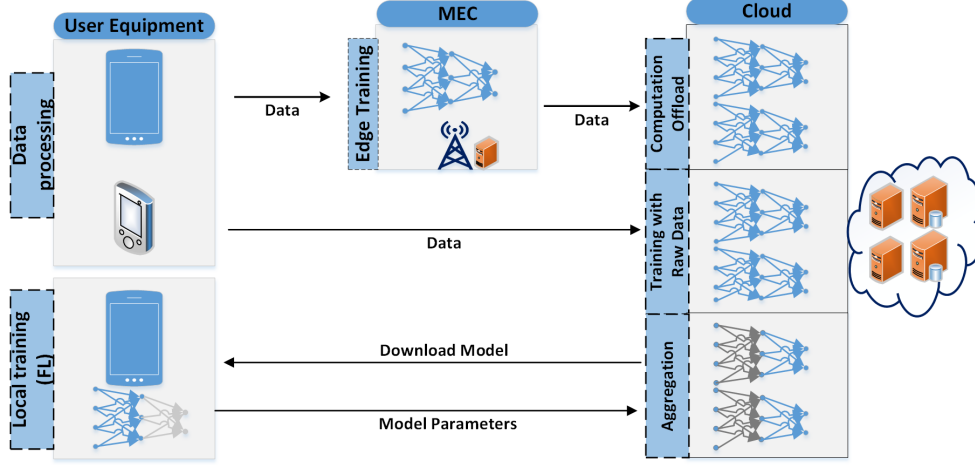 User Equipment
MEC
Cloud
Data
processing
Edge Training
Computation
Offload
Data
Data
Training with
Raw Data
Data
Local training
(FL)
Download Model
Aggregation
Model Parameters